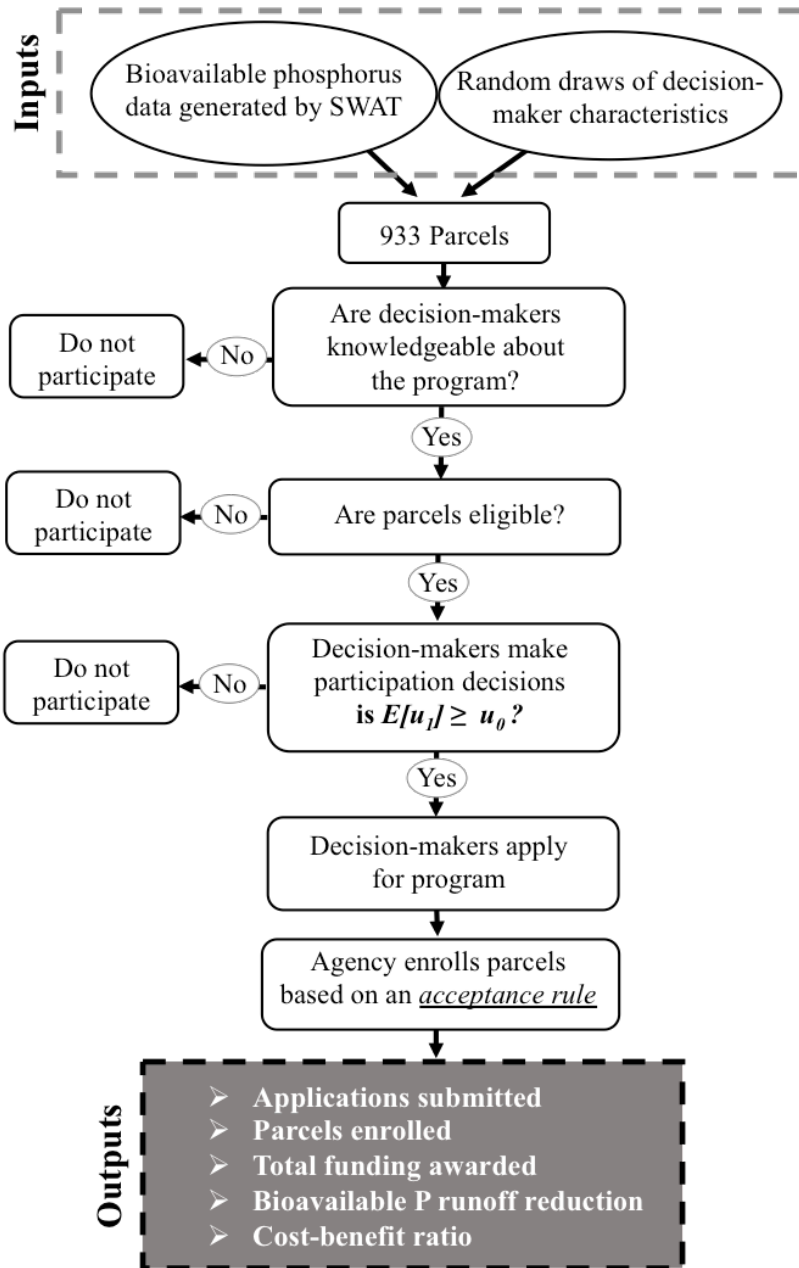 Inputs
Bioavailable phosphorus
data generated by SWAT
Random draws of decision-
maker characteristics
933 Parcels
Are decision-makers
knowledgeable about
the program?
No
Do not
participate
Yes
Are parcels eligible?
No
Do not
participate
Yes
Decision-makers make
participation decisions
is E[u₁] ≥ u₀ ?
No
Do not
participate
Yes
Decision-makers apply
for program
Agency enrolls parcels
based on an acceptance rule
Outputs
➢ Applications submitted
➢ Parcels enrolled
➢ Total funding awarded
➢ Bioavailable P runoff reduction
➢ Cost-benefit ratio